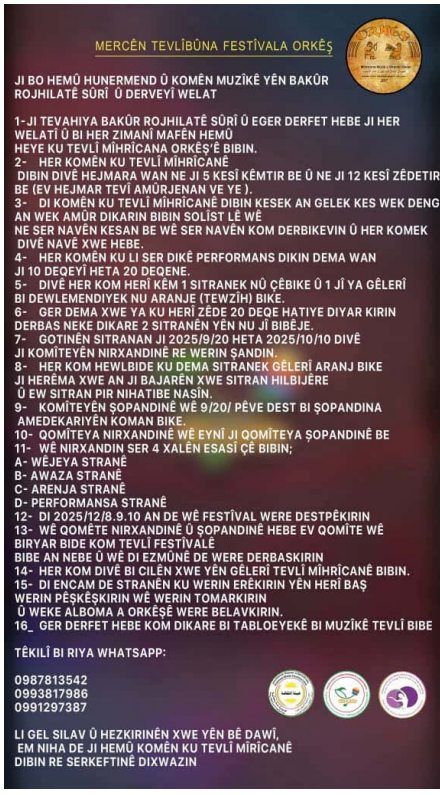 MERCÊN TEVLÎBÛNA FESTÎVALA ORKÊŞ
JI BO HEMÛ HUNERMEND Û KOMÊN MUZÎKÊ YÊN BAKÛR
ROJHILATÊ SÛRÎ Û DERVEYÎ WELAT
1-JI TEVAHIYA BAKÛR ROJHILATÊ SÛRÎ Û EGER DERFET HEBE JI HER
WELATÎ Û BI HER ZIMANÎ MAFÊN HEMÛ
HEYE KU TEVLÎ MÎHRÎCANA ORKÊŞ'Ê BIBIN.
2- HER KOMÊN KU TEVLÎ MÎHRÎCANÊ
DIBIN DIVÊ HEJMARA WAN NE JI 5 KESÎ KÊMTIR BE Û NE JI 12 KESÎ ZÊDETIR
BE (EV HEJMAR TEVÎ AMÛRJENAN VE YE ).
3- DI KOMÊN KU TEVLÎ MÎHRÎCANÊ DIBIN KESEK AN GELEK KES WEK DENG
AN WEK AMÛR DIKARIN BIBIN SOLÎST LÊ WÊ
NE SER NAVÊN KESAN BE WÊ SER NAVÊN KOM DERBIKEVIN Û HER KOMEK
DIVÊ NAVÊ XWE HEBE.
4- HER KOMÊN KU LI SER DIKÊ PERFORMANS DIKIN DEMA WAN
JI 10 DEQEYÎ HETA 20 DEQENE.
5- DIVÊ HER KOM HERÎ KÊM 1 SITRANEK NÛ ÇÊBIKE Û 1 JÎ YA GÊLERÎ
BI DEWLEMENDIYEK NU ARANJE (TEWZÎH) BIKE.
6- GER DEMA XWE YA KU HERÎ ZÊDE 20 DEQE HATIYE DIYAR KIRIN
DERBAS NEKE DIKARE 2 SITRANÊN YÊN NU JÎ BIBÊJE.
7- GOTINÊN SITRANAN JI 2025/9/20 HETA 2025/10/10 DIVÊ
JI KOMÎTEYÊN NIRXANDINÊ RE WERIN ŞANDIN.
8- HER KOM HEWLBIDE KU DEMA SITRANEK GÊLERÎ ARANJ BIKE
JI HERÊMA XWE AN JI BAJARÊN XWE SITRAN HILBIJÊRE
Û EW SITRAN PIR NIHATIBE NASÎN.
9- KOMÎTEYÊN ŞOPANDINÊ WÊ 9/20/ PÊVE DEST BI ŞOPANDINA
AMEDEKARIYÊN KOMAN BIKE.
10- QOMÎTEYA NIRXANDINÊ WÊ EYNÎ JI QOMÎTEYA ŞOPANDINÊ BE
11- WÊ NIRXANDIN SER 4 XALÊN ESASÎ ÇÊ BIBIN;
A- WÊJEYA STRANÊ
B- AWAZA STRANÊ
C- ARENJA STRANÊ
D- PERFORMANSA STRANÊ
12- DI 2025/12/8.9.10 AN DE WÊ FESTÎVAL WERE DESTPÊKIRIN
13- WÊ QOMÊTE NIRXANDINÊ Û ŞOPANDINÊ HEBE EV QOMÎTE WÊ
BIRYAR BIDE KOM TEVLÎ FESTÎVALÊ
BIBE AN NEBE Û WÊ DI EZMÛNÊ DE WERE DERBASKIRIN
14- HER KOM DIVÊ BI CILÊN XWE YÊN GÊLERÎ TEVLÎ MÎHRÎCANÊ BIBIN.
15- DI ENCAM DE STRANÊN KU WERIN ERÊKIRIN YÊN HERÎ BAŞ
WERIN PÊŞKÊŞKIRIN WÊ WERIN TOMARKIRIN
Û WEKE ALBOMA A ORKÊŞÊ WERE BELAVKIRIN.
16_ GER DERFET HEBE KOM DIKARE BI TABLOEYEKÊ BI MUZÎKÊ TEVLÎ BIBE
TÊKILÎ BI RIYA WHATSAPP:
0987813542
0993817986
0991297387
LI GEL SILAV Û HEZKIRINÊN XWE YÊN BÊ DAWÎ,
EM NIHA DE JI HEMÛ KOMÊN KU TEVLÎ MÎRÎCANÊ
DIBIN RE SERKEFTINÊ DIXWAZIN